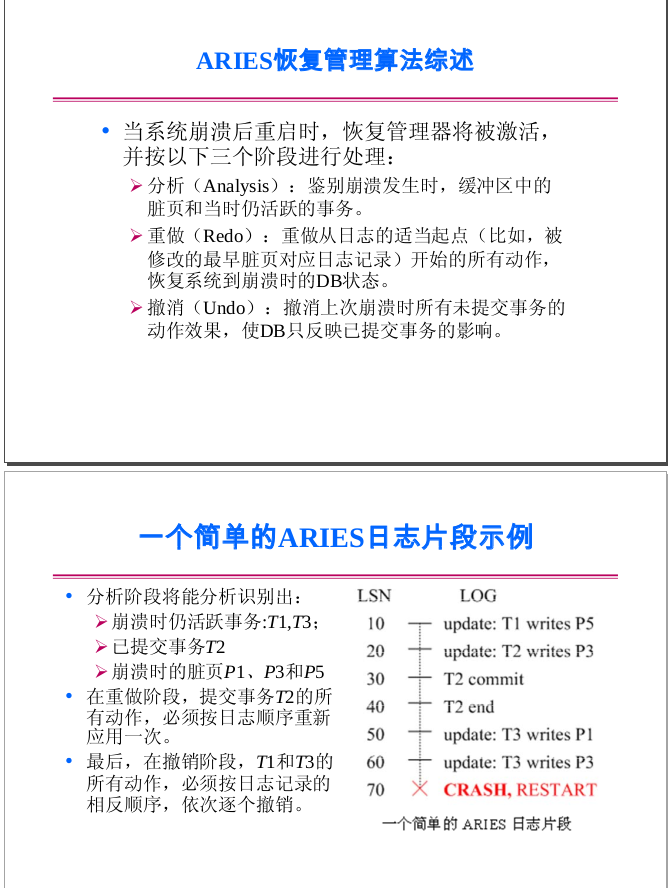 ARIES恢复管理算法综述
• 当系统崩溃后重启时，恢复管理器将被激活，
并按以下三个阶段进行处理：
➢ 分析（Analysis）：鉴别崩溃发生时，缓冲区中的
脏页和当时仍活跃的事务。
➢ 重做（Redo）：重做从日志的适当起点（比如，被
修改的最早脏页对应日志记录）开始的所有动作，
恢复系统到崩溃时的DB状态。
➢ 撤消（Undo）：撤消上次崩溃时所有未提交事务的
动作效果，使DB只反映已提交事务的影响。
一个简单的ARIES日志片段示例
• 分析阶段将能分析识别出：
➢ 崩溃时仍活跃事务:T1,T3；
➢ 已提交事务T2
➢ 崩溃时的脏页P1、P3和P5
• 在重做阶段，提交事务T2的所
有动作，必须按日志顺序重新
应用一次。
• 最后，在撤销阶段，T1和T3的
所有动作，必须按日志记录的
相反顺序，依次逐个撤销。
LSN LOG
10 update: T1 writes P5
20 update: T2 writes P3
30 T2 commit
40 T2 end
50 update: T3 writes P1
60 update: T3 writes P3
70 CRASH, RESTART
一个简单的 ARIES 日志片段